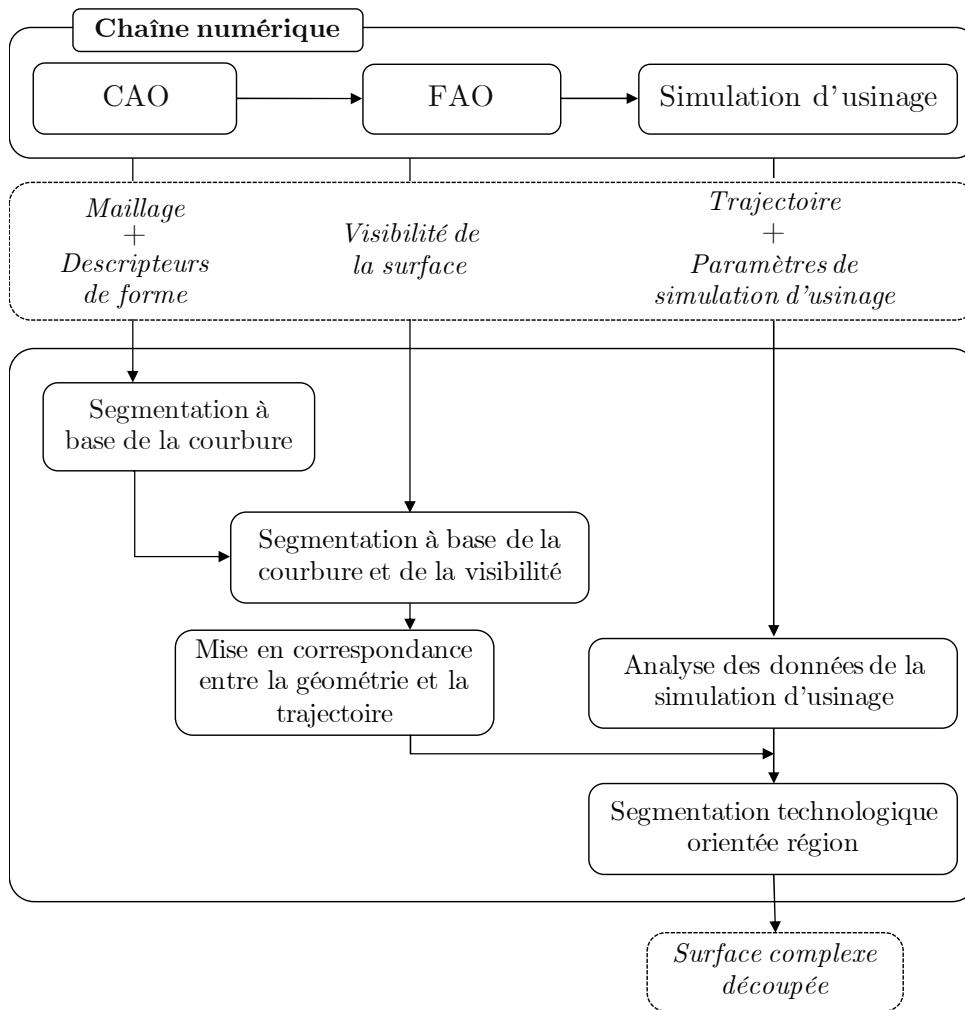 Chaîne numérique
CAO
FAO
Simulation d'usinage
Maillage
+
Descripteurs
de forme
Visibilité de
la surface
Trajectoire
+
Paramètres de
simulation d'usinage
Segmentation à
base de la courbure
Segmentation à base de la
courbure et de la visibilité
Mise en correspondance
entre la géométrie et la
trajectoire
Analyse des données de la
simulation d'usinage
Segmentation technologique
orientée région
Surface complexe
découpée